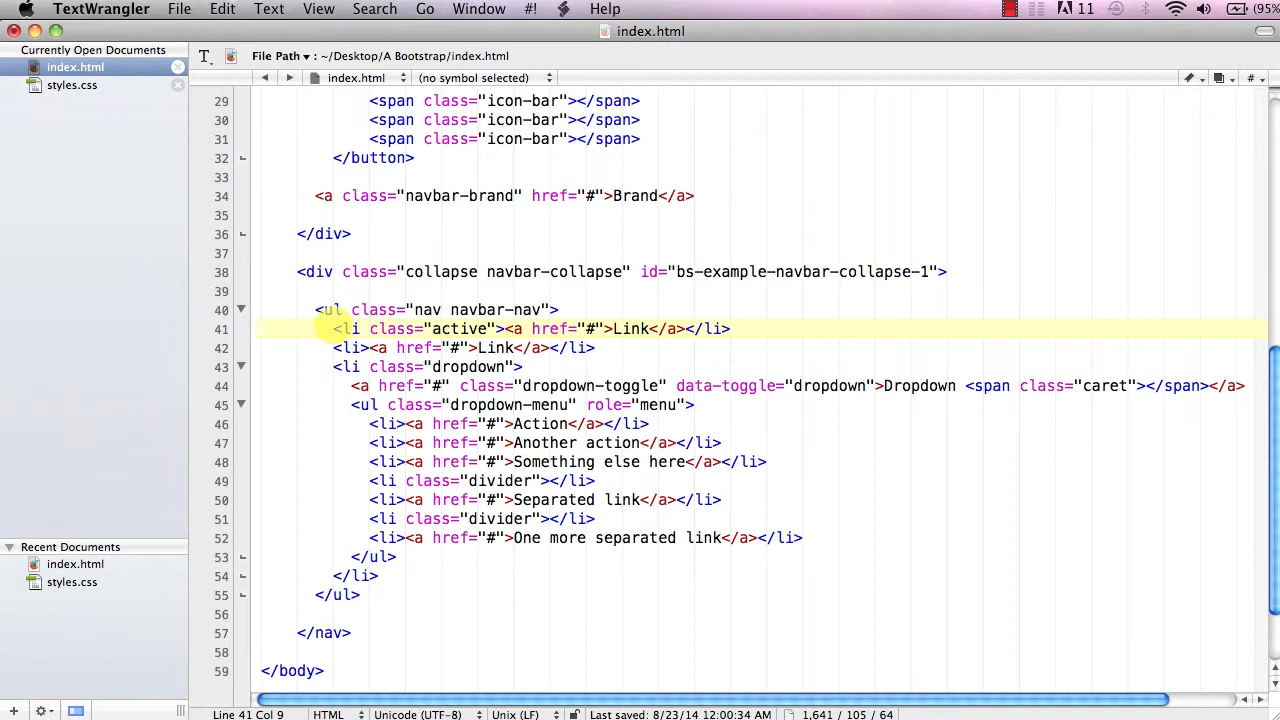 TextWrangler File Edit Text View Search Go Window #! Help 11 (95%
index.html
Currently Open Documents
index.html
styles.css
File Path : ~/Desktop/A Bootstrap/index.html
index.html (no symbol selected) #
29 <span class="icon-bar"></span>
30 <span class="icon-bar"></span>
31 <span class="icon-bar"></span>
32 </button>
33
34 <a class="navbar-brand" href="#">Brand</a>
35
36 </div>
37
38 <div class="collapse navbar-collapse" id="bs-example-navbar-collapse-1">
39
40 <ul class="nav navbar-nav">
41 <li class="active"><a href="#">Link</a></li>
42 <li><a href="#">Link</a></li>
43 <li class="dropdown">
44 <a href="#" class="dropdown-toggle" data-toggle="dropdown">Dropdown <span class="caret"></span></a>
45 <ul class="dropdown-menu" role="menu">
46 <li><a href="#">Action</a></li>
47 <li><a href="#">Another action</a></li>
48 <li><a href="#">Something else here</a></li>
49 <li class="divider"></li>
50 <li><a href="#">Separated link</a></li>
51 <li class="divider"></li>
52 <li><a href="#">One more separated link</a></li>
53 </ul>
54 </li>
55 </ul>
56
57 </nav>
58
59 </body>
Recent Documents
index.html
styles.css
Line 41 Col 9 HTML Unicode (UTF-8) Unix (LF) Last saved: 8/23/14 12:00:34 AM 1,641 / 105 / 64